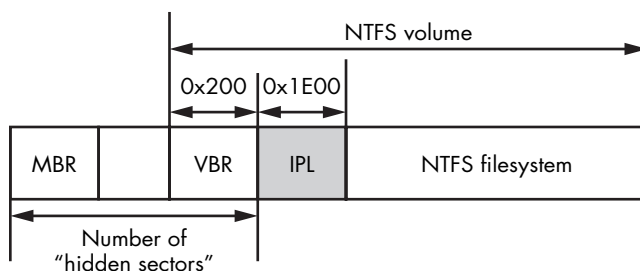 NTFS volume
0x200
0x1E00
MBR
VBR
IPL
NTFS filesystem
Number of
“hidden sectors”